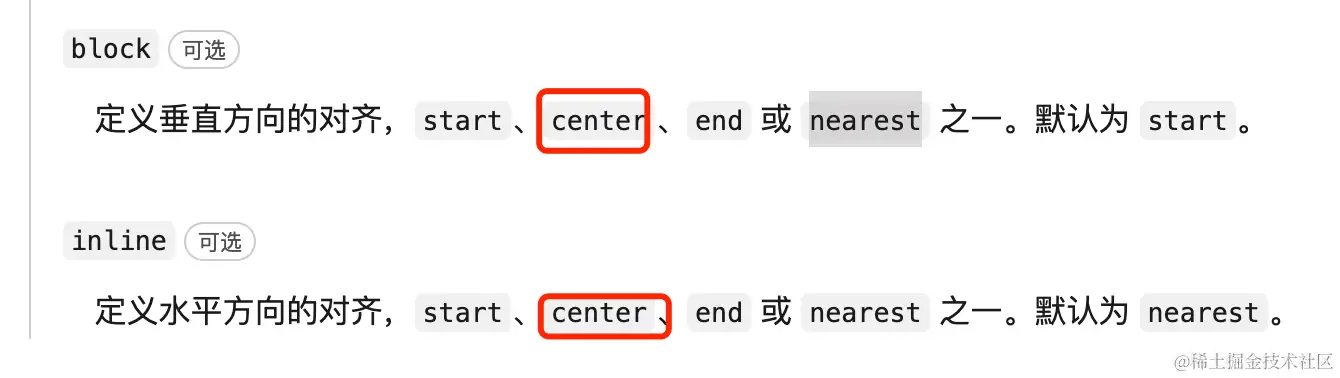 block 可选
定义垂直方向的对齐，start、center、end 或 nearest 之一。默认为 start。
inline 可选
定义水平方向的对齐，start、center、end 或 nearest 之一。默认为 nearest。
@稀土掘金技术社区